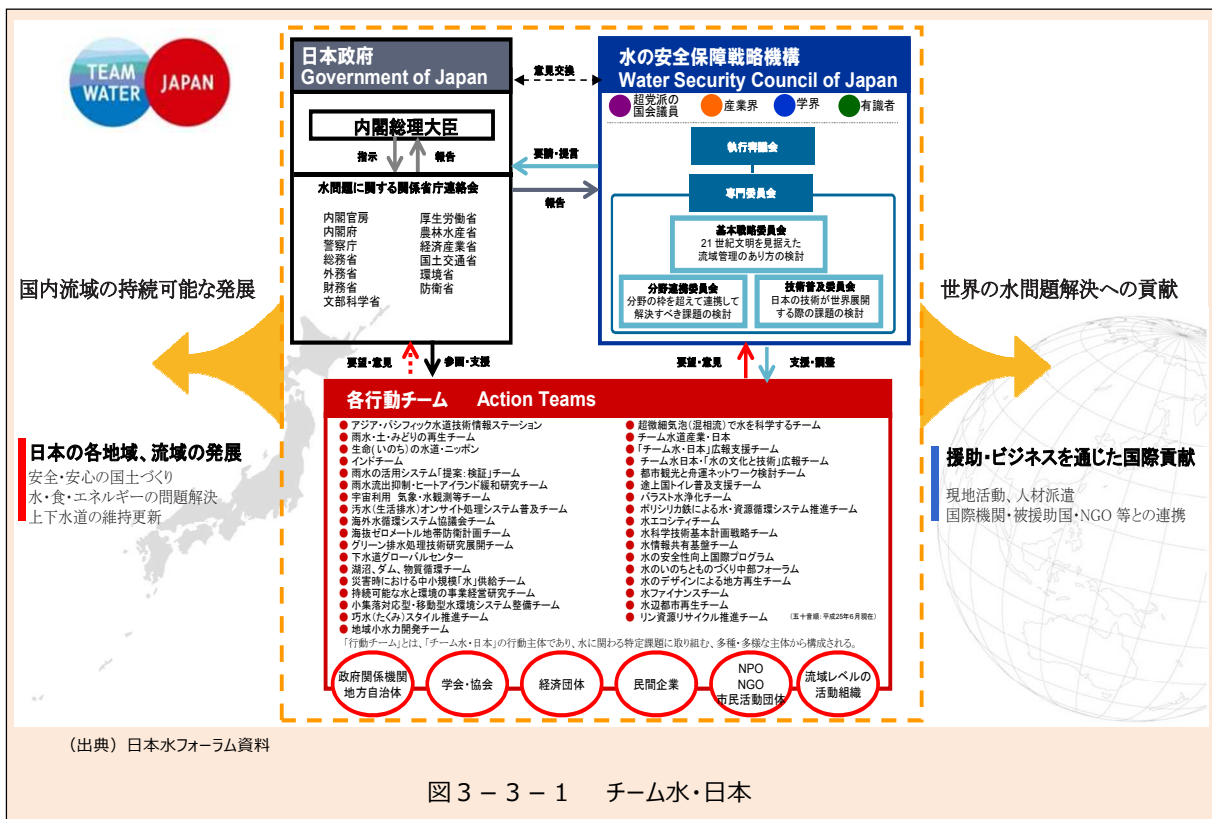 TEAM
WATER
JAPAN
日本政府
Government of Japan
意見交換
水の安全保障戦略機構
Water Security Council of Japan
超党派の
国会議員
産業界
学界
有識者
内閣総理大臣
指示
報告
要請・提言
報告
執行審議会
専門委員会
水問題に関する関係省庁連絡会
内閣官房
内閣府
警察庁
総務省
外務省
財務省
文部科学省
厚生労働省
農林水産省
経済産業省
国土交通省
環境省
防衛省
基本戦略委員会
21 世紀文明を見据えた
流域管理のあり方の検討
分野連携委員会
分野の枠を超えて連携して
解決すべき課題の検討
技術普及委員会
日本の技術が世界展開
する際の課題の検討
国内流域の持続可能な発展
世界の水問題解決への貢献
要望・意見
参画・支援
要望・意見
支援・調整
各行動チーム Action Teams
● アジア・パシフィック水道技術情報ステーション
● 雨水・土・みどりの再生チーム
● 生命(いのち)の水道・ニッポン
● インドチーム
● 雨水の活用システム「提案:検証」チーム
● 雨水流出抑制・ヒートアイランド緩和研究チーム
● 宇宙利用 気象・水観測等チーム
● 汚水(生活排水)オンサイト処理システム普及チーム
● 海外水循環システム協議会チーム
● 海抜ゼロメートル地帯防衛計画チーム
● グリーン排水処理技術研究展開チーム
● 下水道グローバルセンター
● 湖沼、ダム、物質循環チーム
● 災害時における中小規模「水」供給チーム
● 持続可能な水と環境の事業経営研究チーム
● 小集落対応型・移動型水環境システム整備チーム
● 巧水(たくみ)スタイル推進チーム
● 地域小水力開発チーム
● 超微細気泡(混相流)で水を科学するチーム
● チーム水道産業・日本
● 「チーム水・日本」広報支援チーム
● チーム水日本・「水の文化と技術」広報チーム
● 都市観光と舟運ネットワーク検討チーム
● 途上国トイレ普及支援チーム
● バラスト水浄化チーム
● ポリシリカ鉄による水・資源循環システム推進チーム
● 水エコシティチーム
● 水科学技術基本計画戦略チーム
● 水情報共有基盤チーム
● 水の安全性向上国際プログラム
● 水のいのちとものづくり中部フォーラム
● 水のデザインによる地方再生チーム
● 水ファイナンスチーム
● 水辺都市再生チーム
● リン資源リサイクル推進チーム
(五十音順:平成25年6月現在)
「行動チーム」とは、「チーム水・日本」の行動主体であり、水に関わる特定課題に取り組む、多種・多様な主体から構成される。
政府関係機関
地方自治体
学会・協会
経済団体
民間企業
NPO
NGO
市民活動団体
流域レベルの
活動組織
日本の各地域、流域の発展
安全・安心の国土づくり
水・食・エネルギーの問題解決
上下水道の維持更新
援助・ビジネスを通じた国際貢献
現地活動、人材派遣
国際機関・被援助国・NGO 等との連携
(出典)日本水フォーラム資料
図3-3-1 チーム水・日本